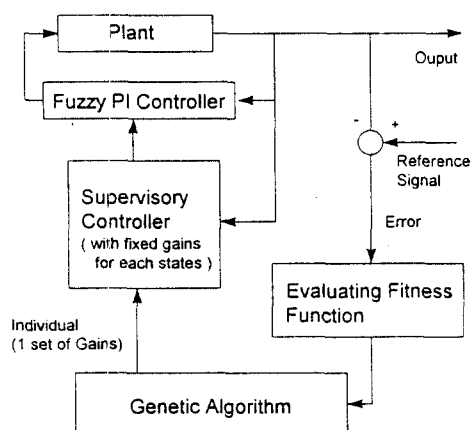 Plant
Ouput
Fuzzy PI Controller
- +
Reference
Signal
Supervisory
Controller
( with fixed gains
for each states )
Error
Evaluating Fitness
Function
Individual
(1 set of Gains)
Genetic Algorithm